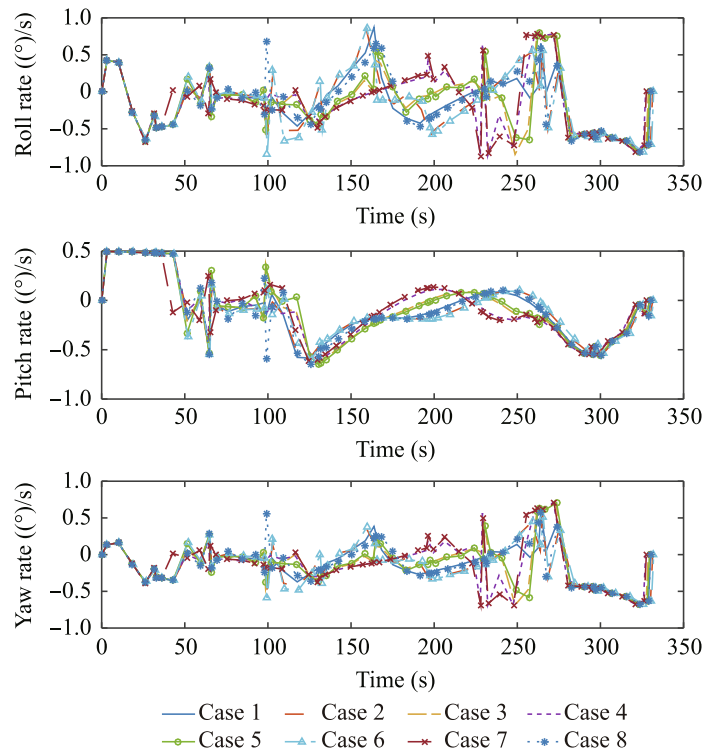 1.0
0.5
0
−0.5
−1.0
Roll rate ((°)/s)
0 50 100 150 200 250 300 350
Time (s)
0.5
0
−0.5
−1.0
Pitch rate ((°)/s)
0 50 100 150 200 250 300 350
Time (s)
1.0
0.5
0
−0.5
−1.0
Yaw rate ((°)/s)
0 50 100 150 200 250 300 350
Time (s)
Case 1 Case 2 Case 3 Case 4
Case 5 Case 6 Case 7 Case 8